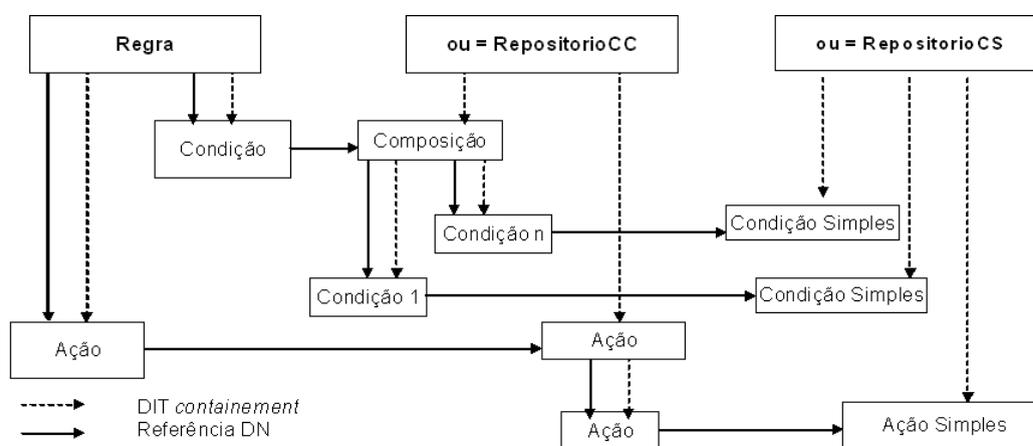 Regra
ou = RepositorioCC
ou = RepositorioCS
Condição
Composição
Condição n
Condição Simples
Condição 1
Condição Simples
Ação
Ação
DIT containement
Referência DN
Ação
Ação Simples